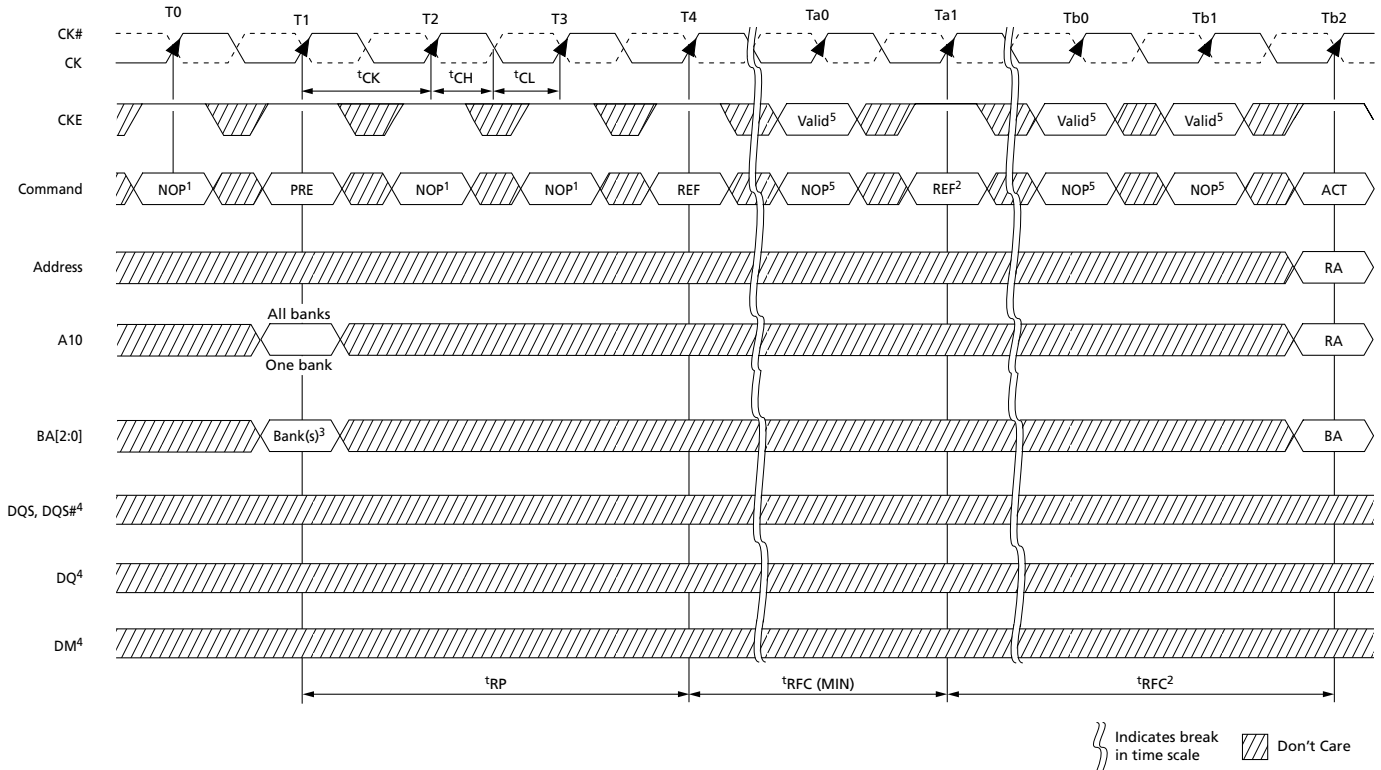 T0 T1 T2 T3 T4 Ta0 Ta1 Tb0 Tb1 Tb2
CK#
CK
tCK tCH tCL
CKE Valid5 Valid5 Valid5
Command NOP1 PRE NOP1 NOP1 REF NOP5 REF2 NOP5 NOP5 ACT
Address RA
All banks
A10 RA
One bank
BA[2:0] Bank(s)3 BA
DQS, DQS#4
DQ4
DM4
tRP tRFC (MIN) tRFC2
Indicates break
in time scale
Don't Care